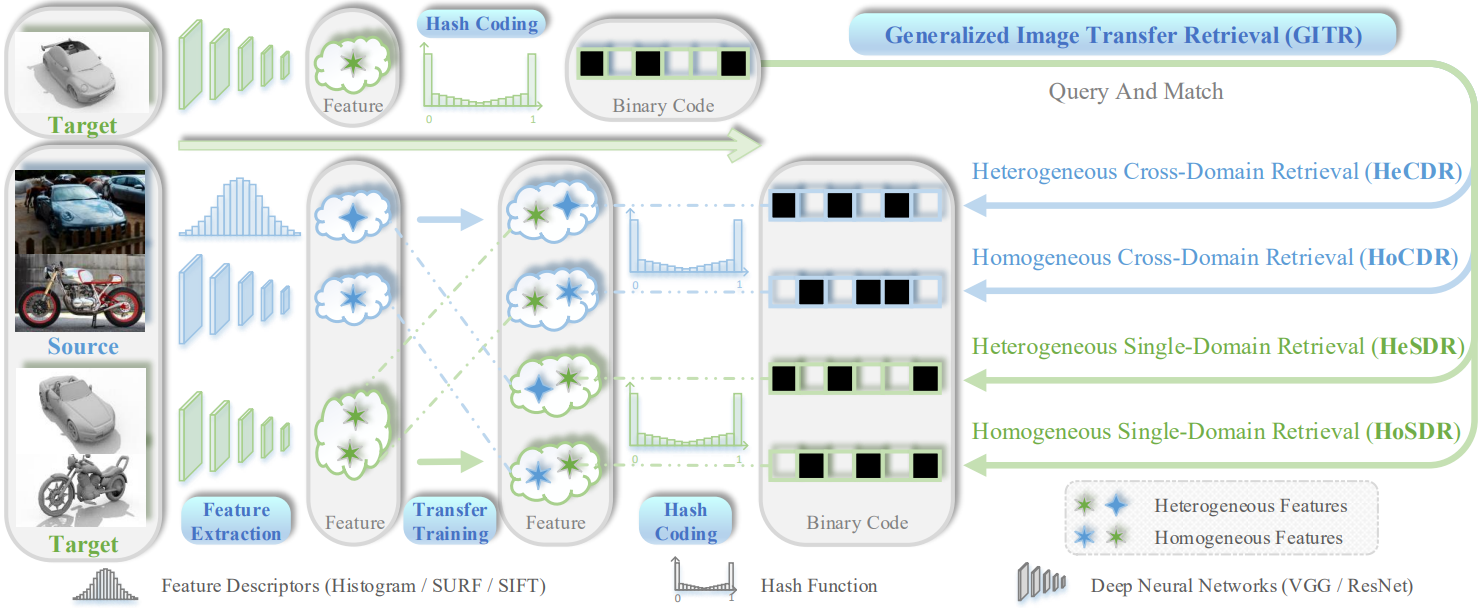 Hash Coding
Generalized Image Transfer Retrieval (GITR)
Feature
0
1
Binary Code
Query And Match
Target
Heterogeneous Cross-Domain Retrieval (HeCDR)
0
1
Homogeneous Cross-Domain Retrieval (HoCDR)
Source
Heterogeneous Single-Domain Retrieval (HeSDR)
0
1
Homogeneous Single-Domain Retrieval (HoSDR)
Feature
Extraction
Feature
Transfer
Training
Feature
Hash
Coding
Binary Code
Heterogeneous Features
Homogeneous Features
Target
Feature Descriptors (Histogram / SURF / SIFT)
0
1
Hash Function
Deep Neural Networks (VGG / ResNet)